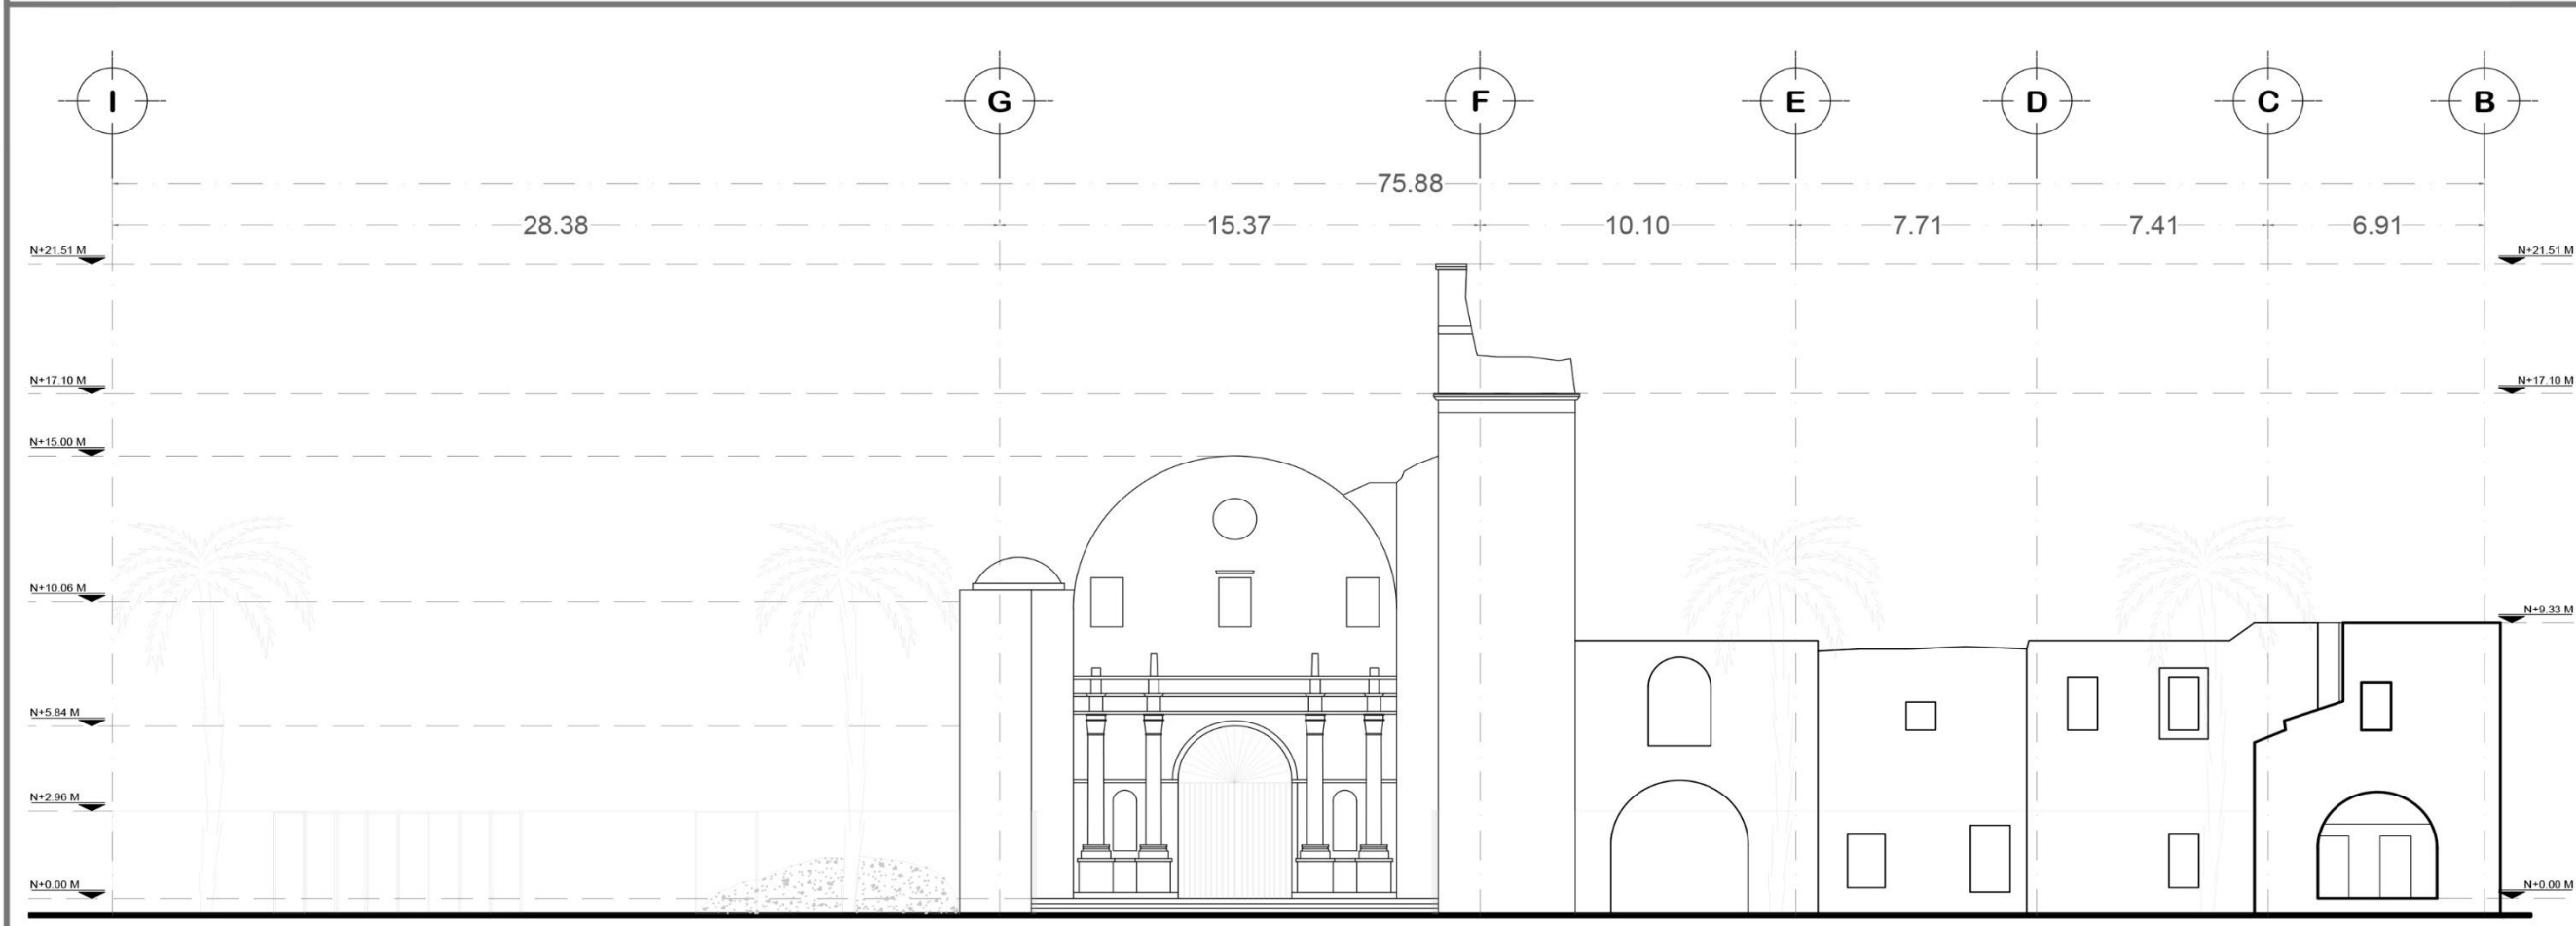 I G F E D C B
75.88
28.38 15.37 10.10 7.71 7.41 6.91
N+21.51 M N+21.51 M
N+17.10 M N+17.10 M
N+15.00 M
N+10.06 M
N+9.33 M
N+5.84 M
N+2.96 M
N+0.00 M N+0.00 M